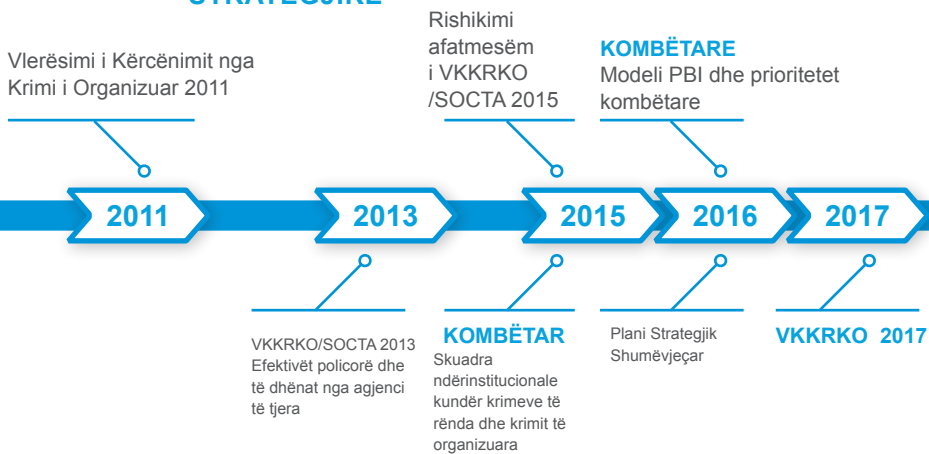 STRATEGJIKE
Vlerësimi i Kërcënimit nga
Krimi i Organizuar 2011
Rishikimi
afatmesëm
i VKKRKO
/SOCTA 2015
KOMBËTARE
Modeli PBI dhe prioritetet
kombëtare
2011
2013
2015
2016
2017
VKKRKO/SOCTA 2013
Efektivët policorë dhe
të dhënat nga agjenci
të tjera
KOMBËTAR
Skuadra
ndërinstitucionale
kundër krimeve të
rënda dhe krimit të
organizuara
Plani Strategjik
Shumëvjeçar
VKKRKO 2017